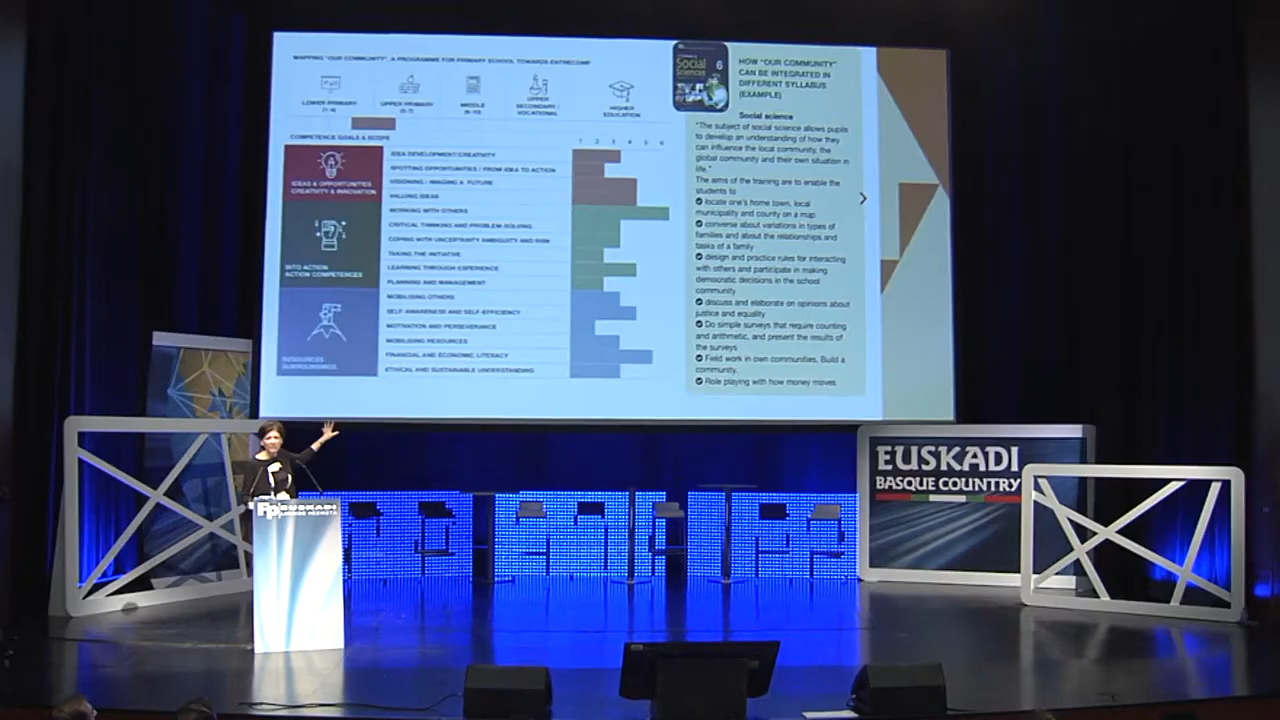 MAPPING "OUR COMMUNITY", A PROGRAMME FOR PRIMARY SCHOOL TOWARDS ENTRECOMP
LOWER PRIMARY
(1-4)
UPPER PRIMARY
(5-7)
MIDDLE
(8-10)
UPPER
SECONDARY /
VOCATIONAL
HIGHER
EDUCATION
COMPETENCE GOALS & SCOPE
1 2 3 4 5 6
IDEAS & OPPORTUNITIES
CREATIVITY & INNOVATION
IDEA DEVELOPMENT/CREATIVITY
SPOTTING OPPORTUNITIES / FROM IDEA TO ACTION
VISIONING / IMAGING A FUTURE
VALUING IDEAS
INTO ACTION
ACTION COMPETENCES
WORKING WITH OTHERS
CRITICAL THINKING AND PROBLEM-SOLVING
COPING WITH UNCERTAINTY AMBIGUITY AND RISK
TAKING THE INITIATIVE
LEARNING THROUGH EXPERIENCE
PLANNING AND MANAGEMENT
RESOURCES
SURROUNDINGS
MOBILISING OTHERS
SELF-AWARENESS AND SELF-EFFICIENCY
MOTIVATION AND PERSEVERANCE
MOBILISING RESOURCES
FINANCIAL AND ECONOMIC LITERACY
ETHICAL AND SUSTAINABLE UNDERSTANDING
Social
Sciences
6
HOW "OUR COMMUNITY"
CAN BE INTEGRATED IN
DIFFERENT SYLLABUS
(EXAMPLE)
Social science
"The subject of social science allows pupils
to develop an understanding of how they
can influence the local community, the
global community and their own situation in
life."
The aims of the training are to enable the
students to
locate one's home town, local
municipality and county on a map
converse about variations in types of
families and about the relationships and
tasks of a family
design and practice rules for interacting
with others and participate in making
democratic decisions in the school
community
discuss and elaborate on opinions about
justice and equality
Do simple surveys that require counting
and arithmetic, and present the results of
the surveys
Field work in own communities. Build a
community.
Role playing with how money moves
EUSKADI
BASQUE COUNTRY
Fp EUSKADI